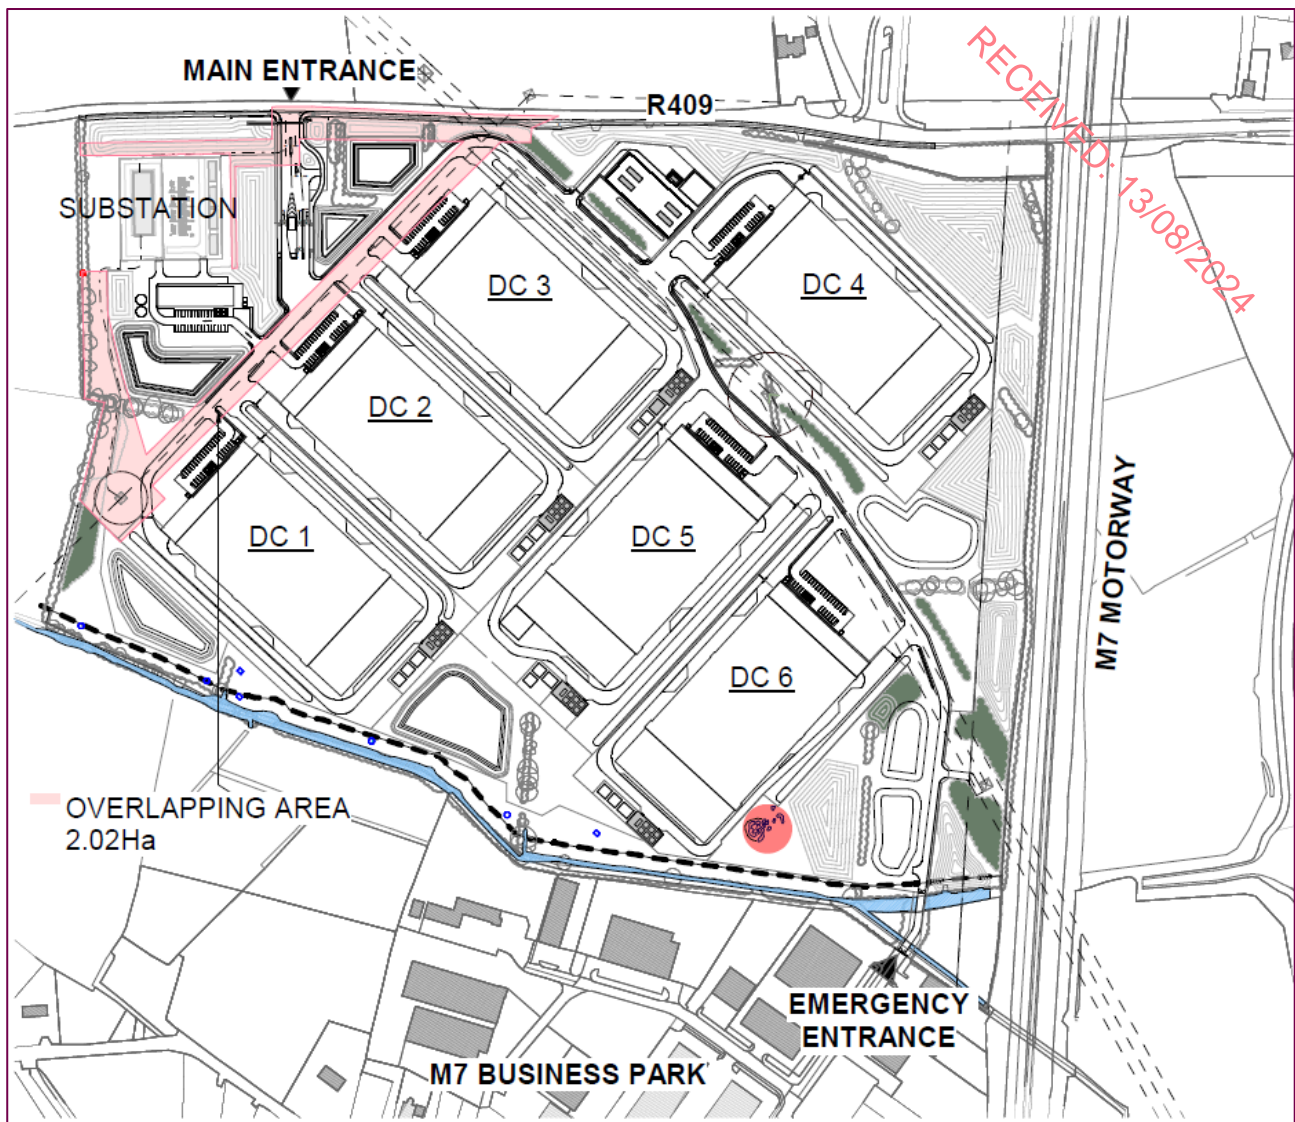 MAIN ENTRANCE
R409
RECEIVED: 13/08/2024
SUBSTATION
DC 3
DC 4
DC 2
DC 1
DC 5
M7 MOTORWAY
DC 6
OVERLAPPING AREA
2.02Ha
EMERGENCY
ENTRANCE
M7 BUSINESS PARK